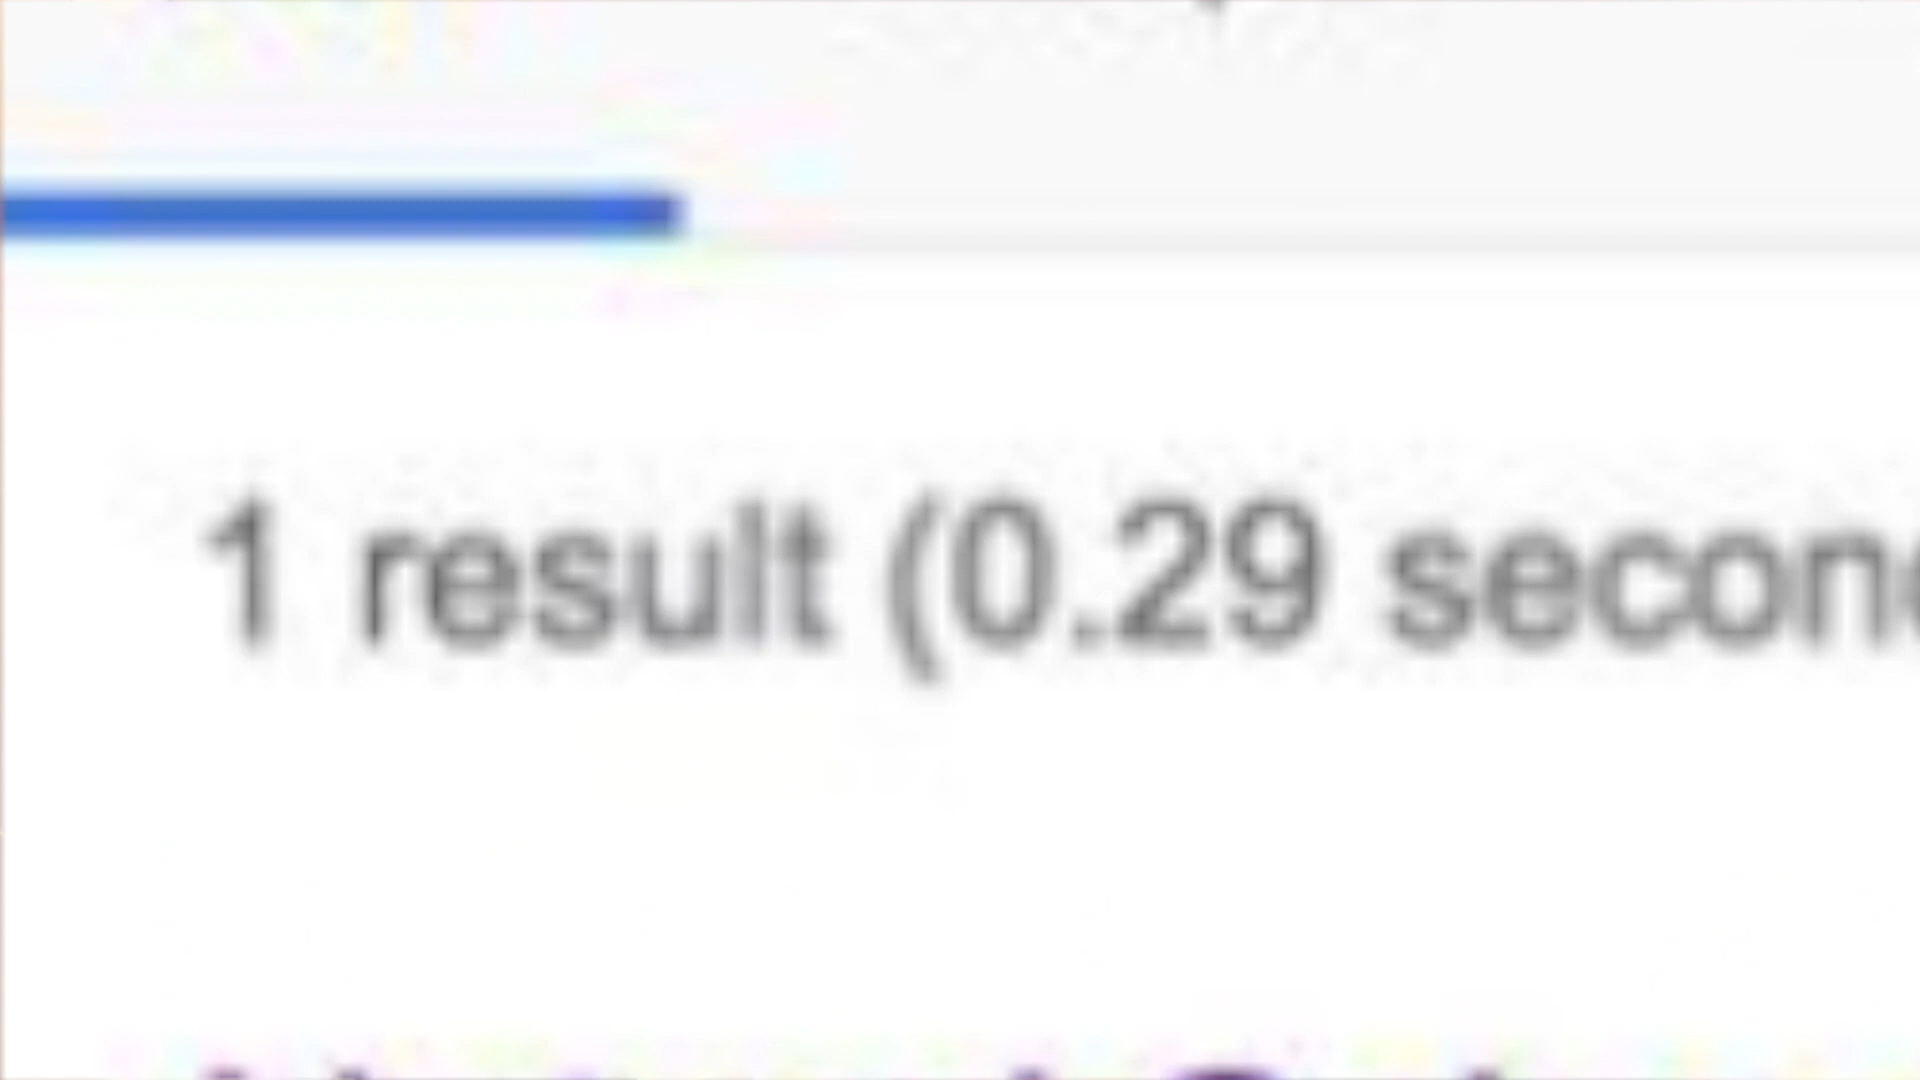 1 result (0.29 secon